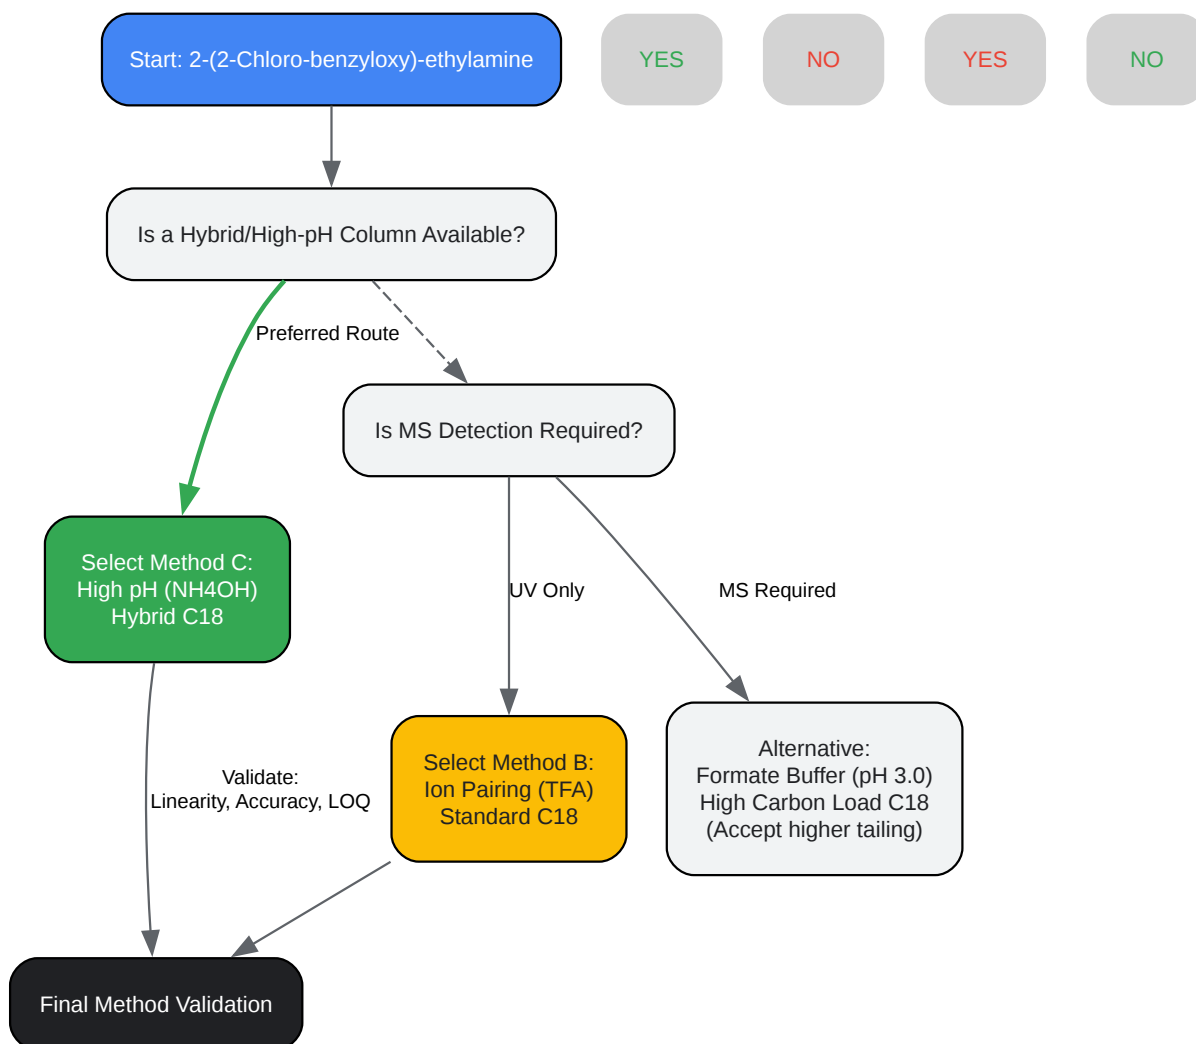 Start: 2-(2-Chloro-benzyloxy)-ethylamine
YES
NO
YES
NO
Is a Hybrid/High-pH Column Available?
Preferred Route
Is MS Detection Required?
Select Method C:
High pH (NH4OH)
Hybrid C18
UV Only
MS Required
Validate:
Linearity, Accuracy, LOQ
Select Method B:
Ion Pairing (TFA)
Standard C18
Alternative:
Formate Buffer (pH 3.0)
High Carbon Load C18
(Accept higher tailing)
Final Method Validation